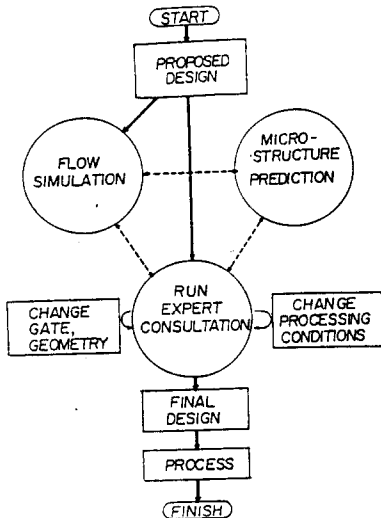 START
PROPOSED
DESIGN
FLOW
SIMULATION
MICRO-
STRUCTURE
PREDICTION
RUN
EXPERT
CONSULTATION
CHANGE
GATE,
GEOMETRY
CHANGE
PROCESSING
CONDITIONS
FINAL
DESIGN
PROCESS
FINISH